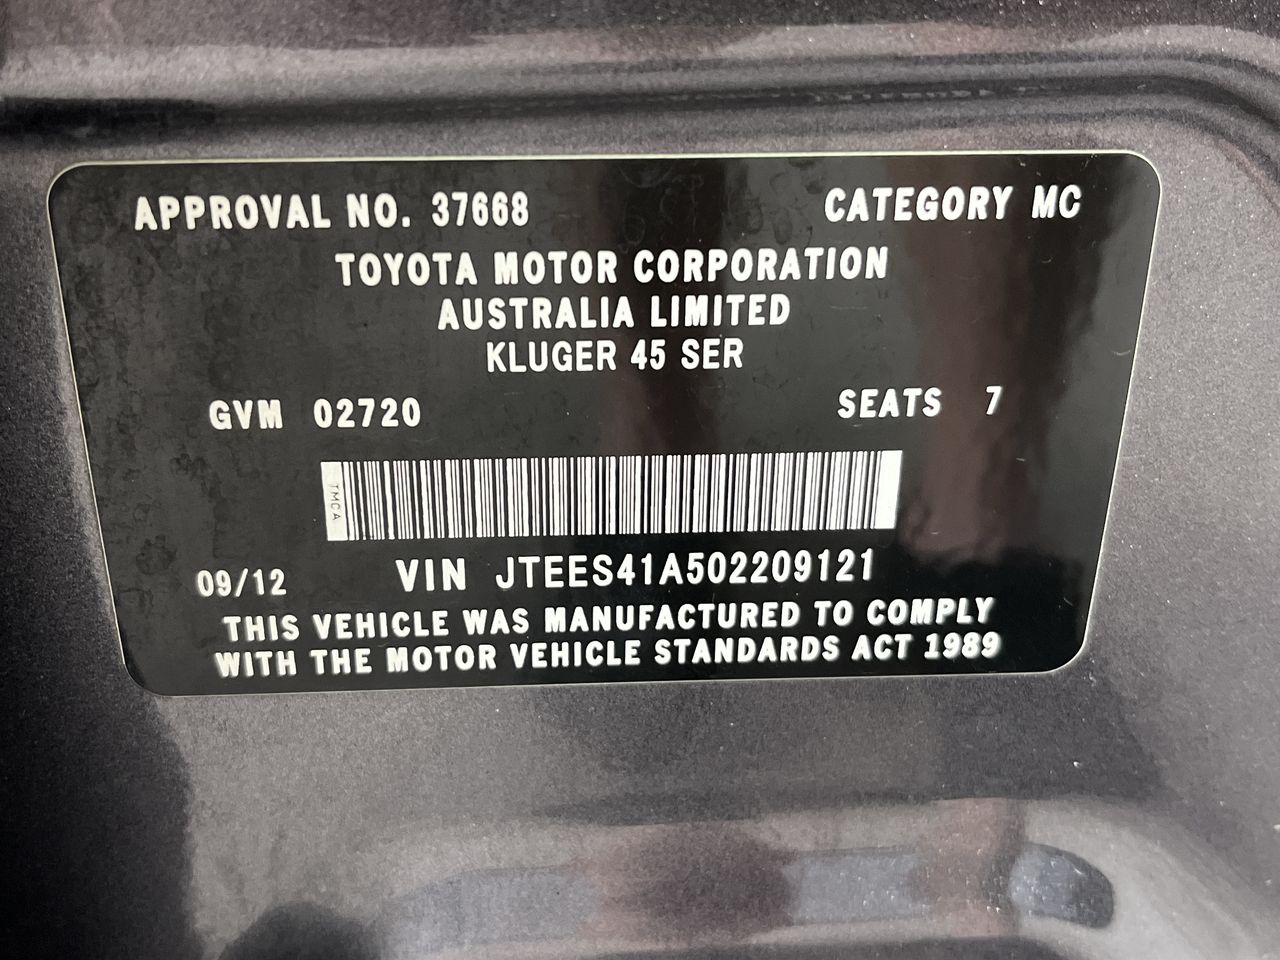 APPROVAL NO. 37668 CATEGORY MC
TOYOTA MOTOR CORPORATION
AUSTRALIA LIMITED
KLUGER 45 SER
GVM 02720 SEATS 7
TMCA
09/12 VIN JTEES41A502209121
THIS VEHICLE WAS MANUFACTURED TO COMPLY
WITH THE MOTOR VEHICLE STANDARDS ACT 1989